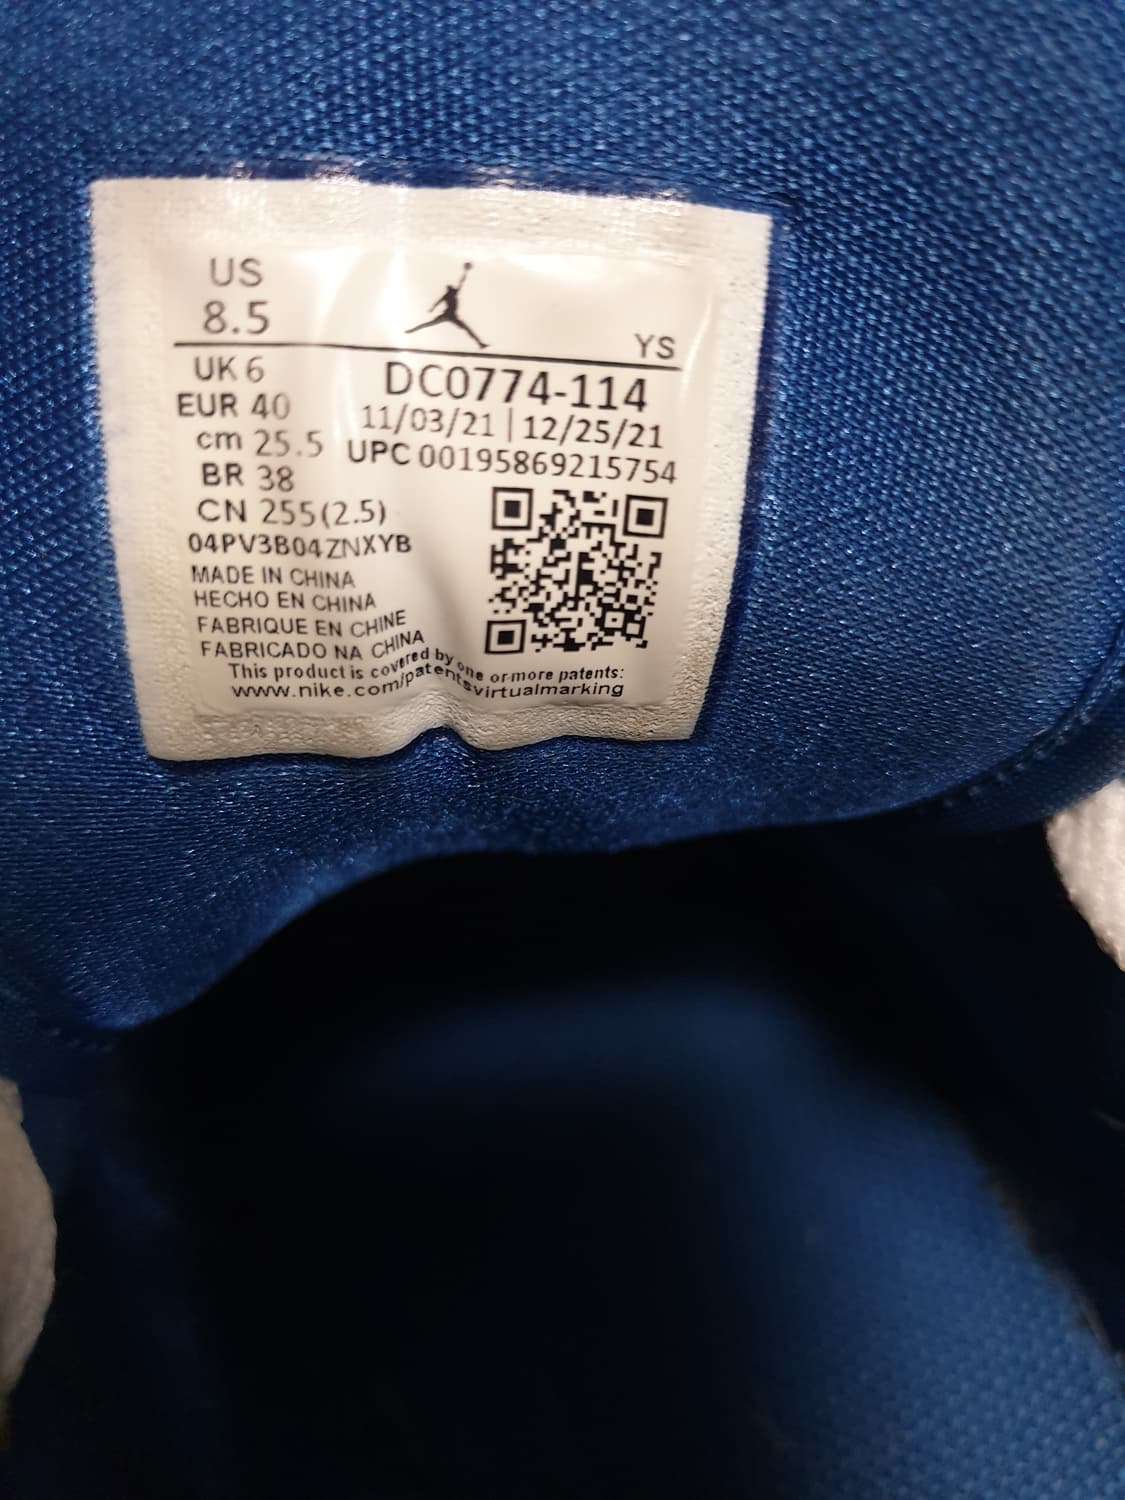 US
8.5
YS
UK 6
DC0774-114
EUR 40
11/03/21 | 12/25/21
cm 25.5
UPC 00195869215754
BR 38
CN 255(2.5)
04PV3B04ZNXYB
MADE IN CHINA
HECHO EN CHINA
FABRIQUE EN CHINE
FABRICADO NA CHINA
This product is covered by one or more patents:
www.nike.com/patentsvirtualmarking